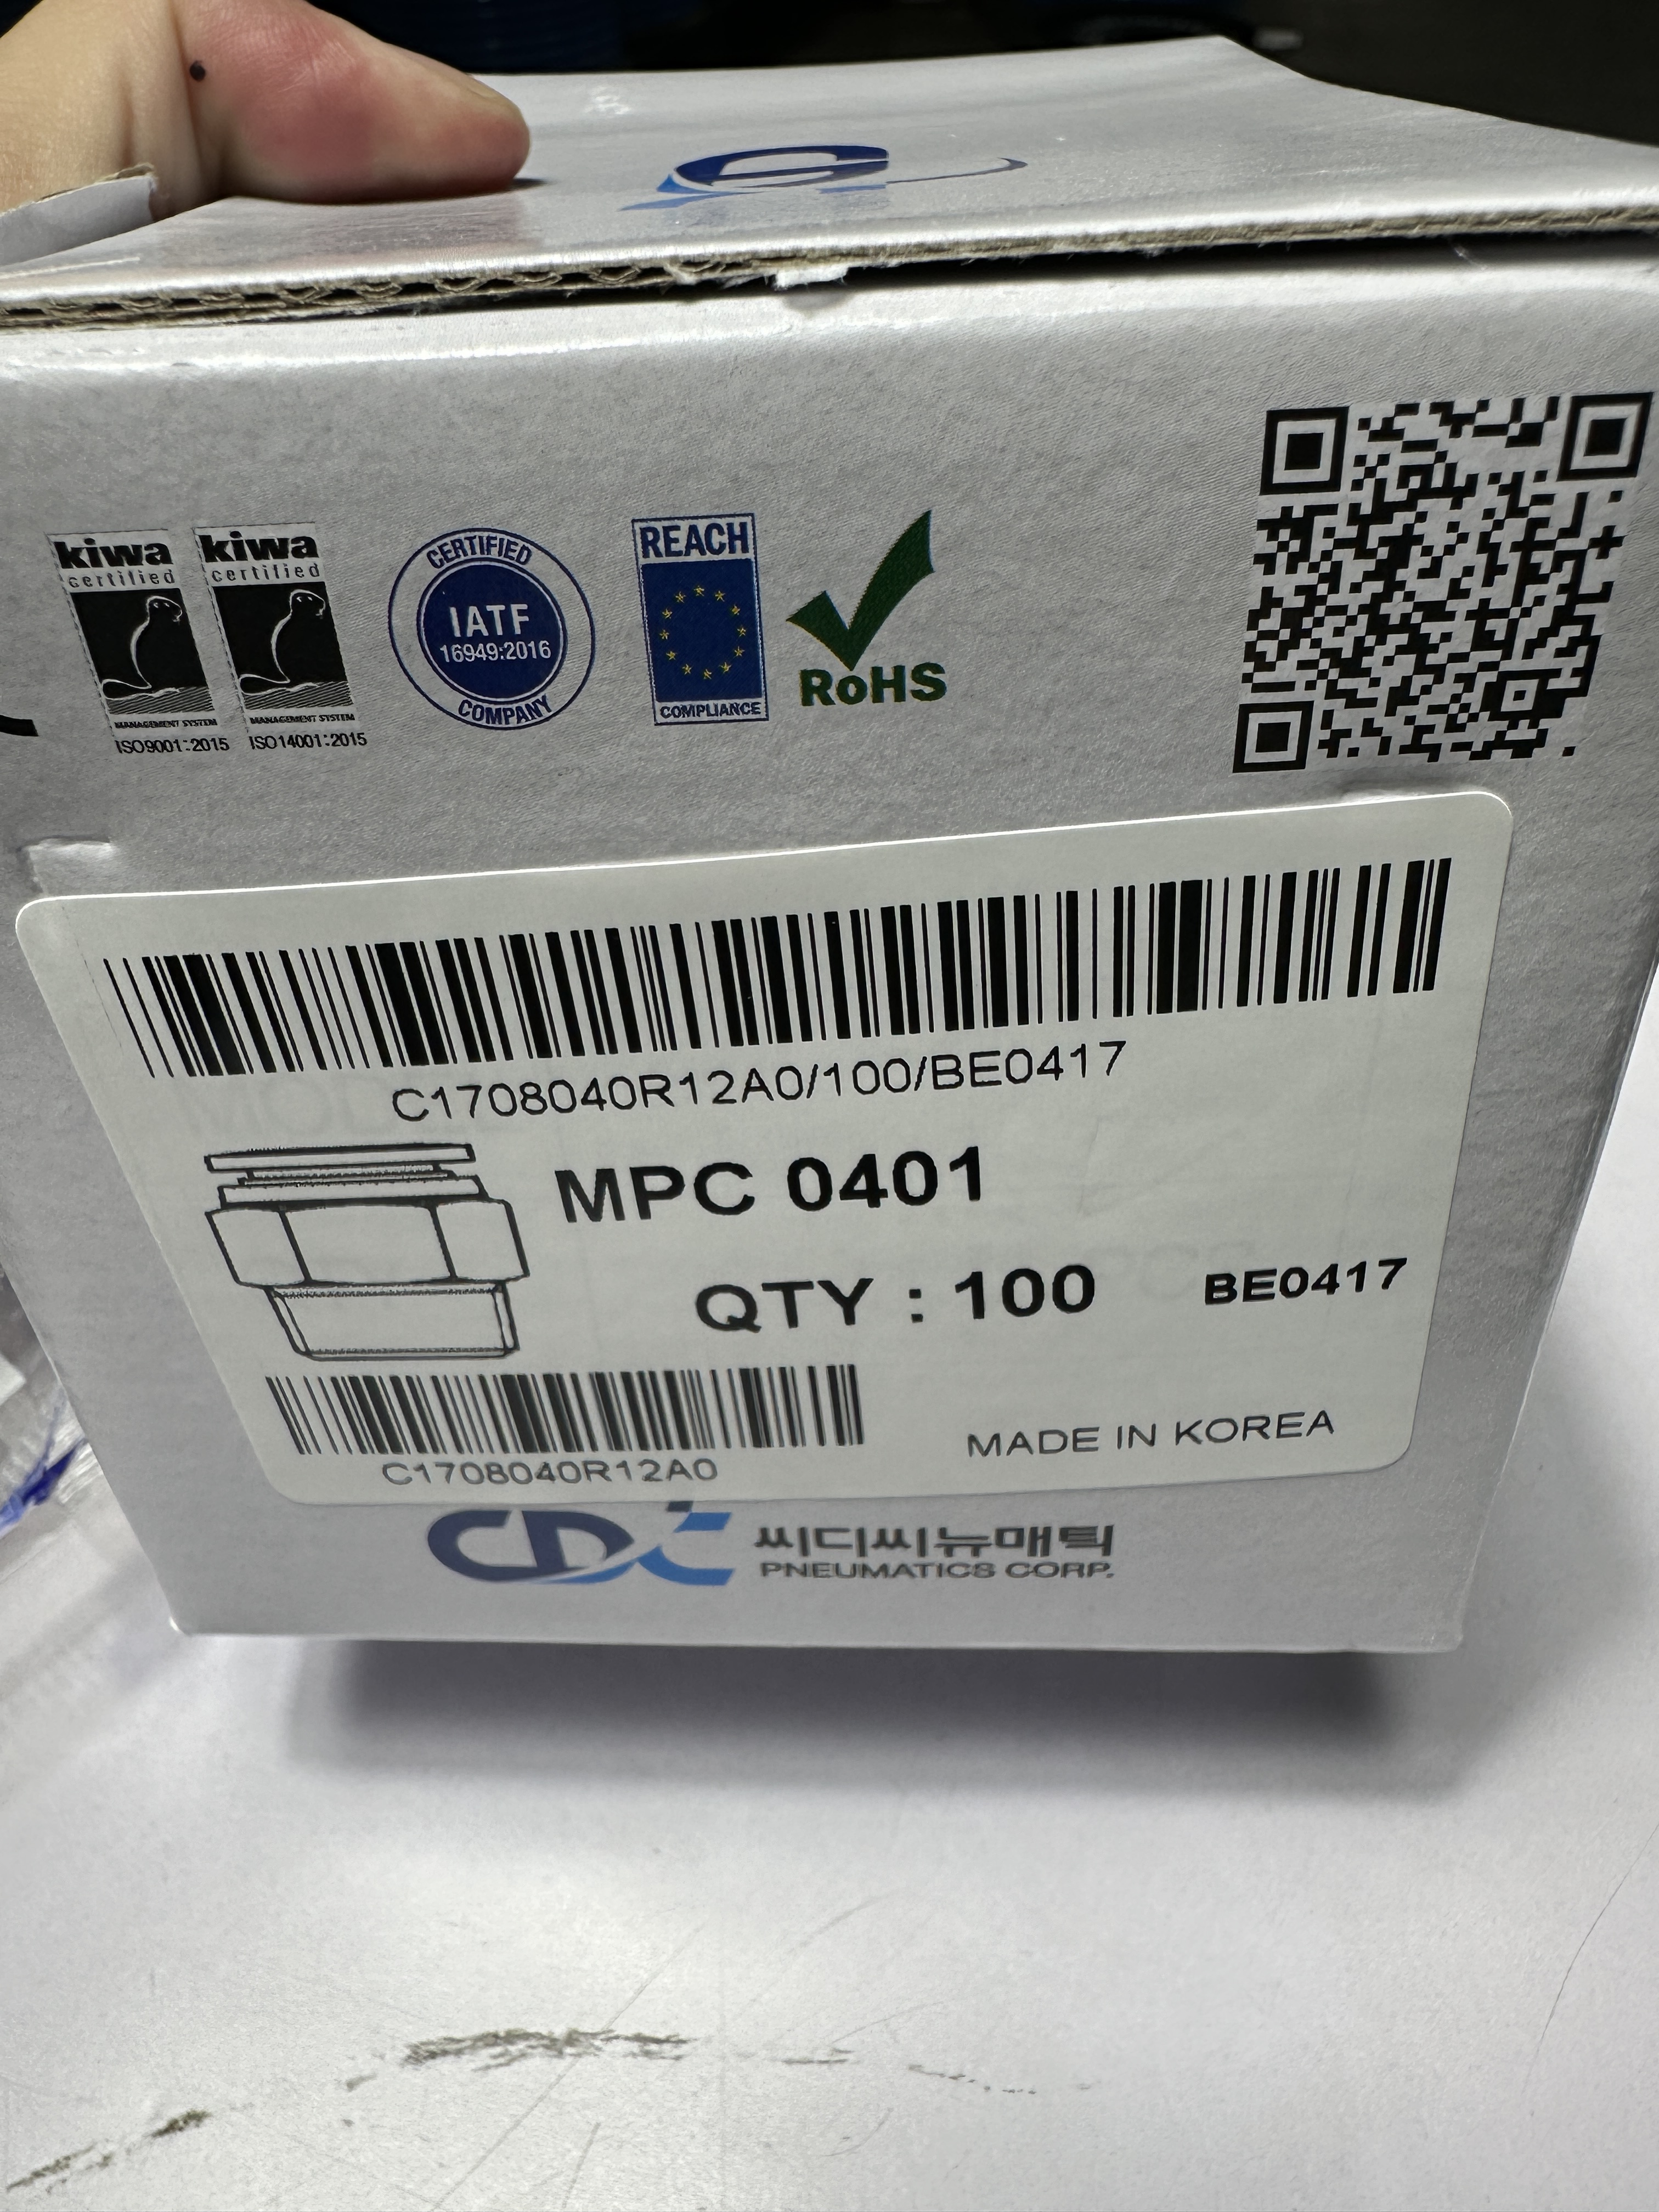 kiwa
certified
MANAGEMENT SYSTEM
ISO9001:2015
kiwa
certified
MANAGEMENT SYSTEM
ISO14001:2015
CERTIFIED
IATF
16949:2016
COMPANY
REACH
COMPLIANCE
RoHS
C1708040R12A0/100/BE0417
MPC 0401
QTY : 100
BE0417
C1708040R12A0
MADE IN KOREA
CDC 씨디씨뉴매틱
PNEUMATICS CORP.